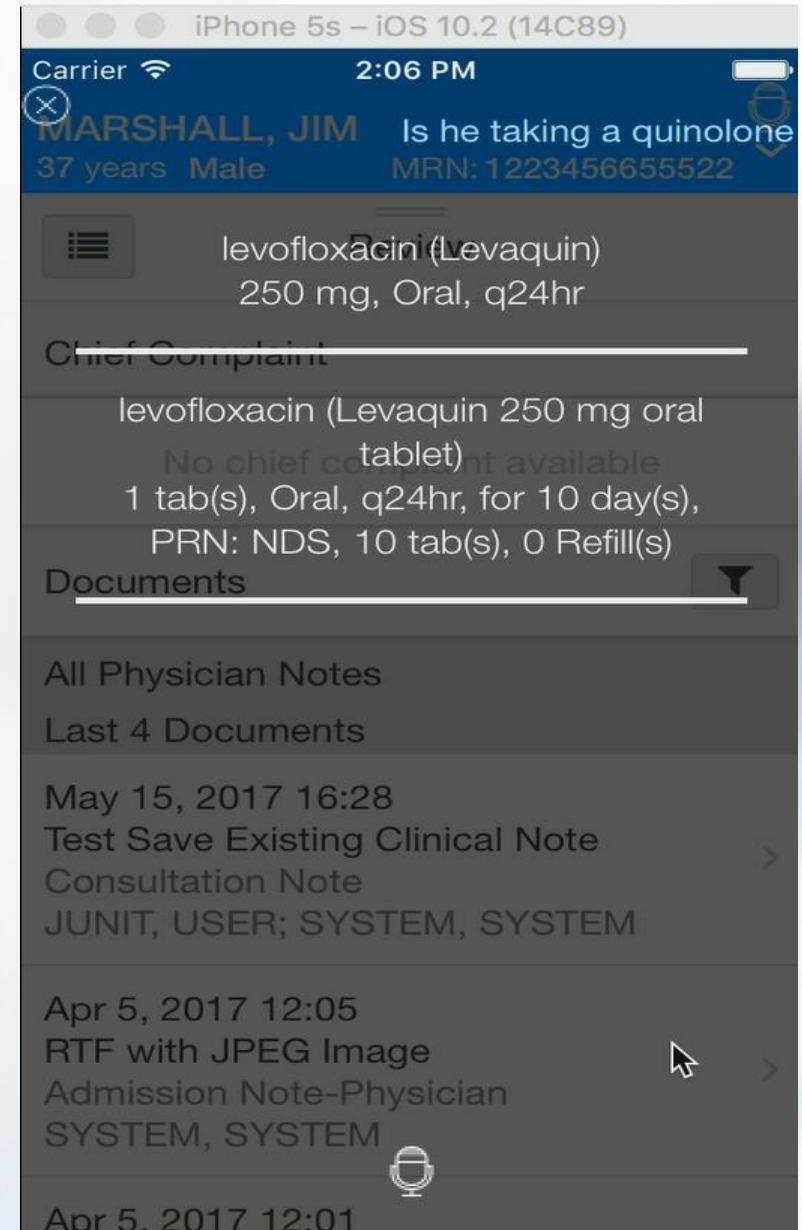 iPhone 5s – iOS 10.2 (14C89)
Carrier 2:06 PM
MARSHALL, JIM Is he taking a quinolone
37 years Male MRN: 1223456655522
Review
levofloxacin (Levaquin)
250 mg, Oral, q24hr
Chief Complaint
levofloxacin (Levaquin 250 mg oral
tablet)
No chief complaint available
1 tab(s), Oral, q24hr, for 10 day(s),
PRN: NDS, 10 tab(s), 0 Refill(s)
Documents
All Physician Notes
Last 4 Documents
May 15, 2017 16:28
Test Save Existing Clinical Note
Consultation Note
JUNIT, USER; SYSTEM, SYSTEM
Apr 5, 2017 12:05
RTF with JPEG Image
Admission Note-Physician
SYSTEM, SYSTEM
Apr 5, 2017 12:01